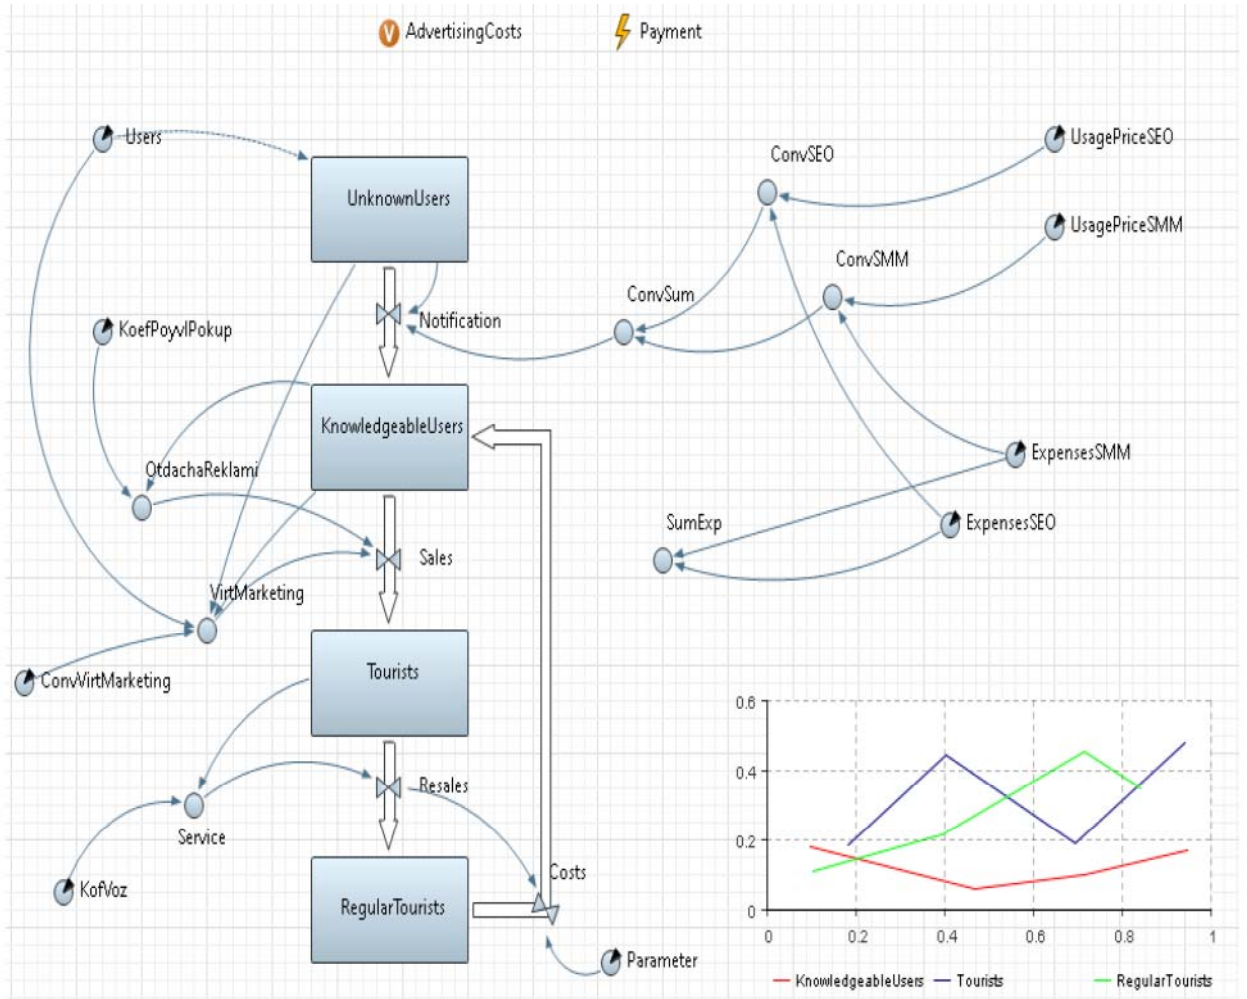 V AdvertisingCosts
Payment
Users
UsagePriceSEO
ConvSEO
UnknownUsers
UsagePriceSMM
ConvSMM
ConvSum
KoefPoyvlPokup
Notification
KnowledgeableUsers
OtdachaReklami
ExpensesSMM
SumExp
ExpensesSEO
Sales
VirtMarketing
ConvVirtMarketing
Tourists
Resales
Service
Costs
KofVoz
RegularTourists
Parameter
0.6
0.4
0.2
0
0 0.2 0.4 0.6 0.8 1
KnowledgeableUsers Tourists RegularTourists